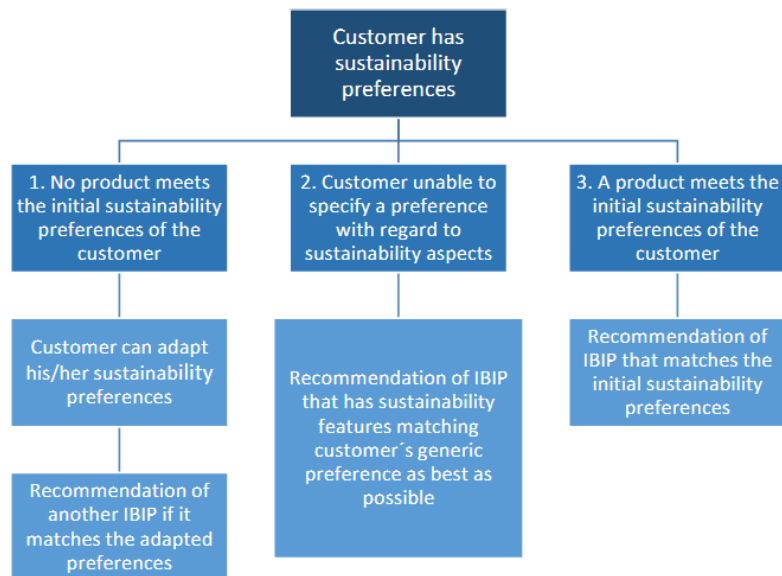 Customer has
sustainability
preferences
1. No product meets
the initial sustainability
preferences of the
customer
Customer can adapt
his/her sustainability
preferences
Recommendation of
another IBIP if it
matches the adapted
preferences
2. Customer unable to
specify a preference
with regard to
sustainability aspects
Recommendation of IBIP
that has sustainability
features matching
customer´s generic
preference as best as
possible
3. A product meets the
initial sustainability
preferences of the
customer
Recommendation of
IBIP that matches the
initial sustainability
preferences